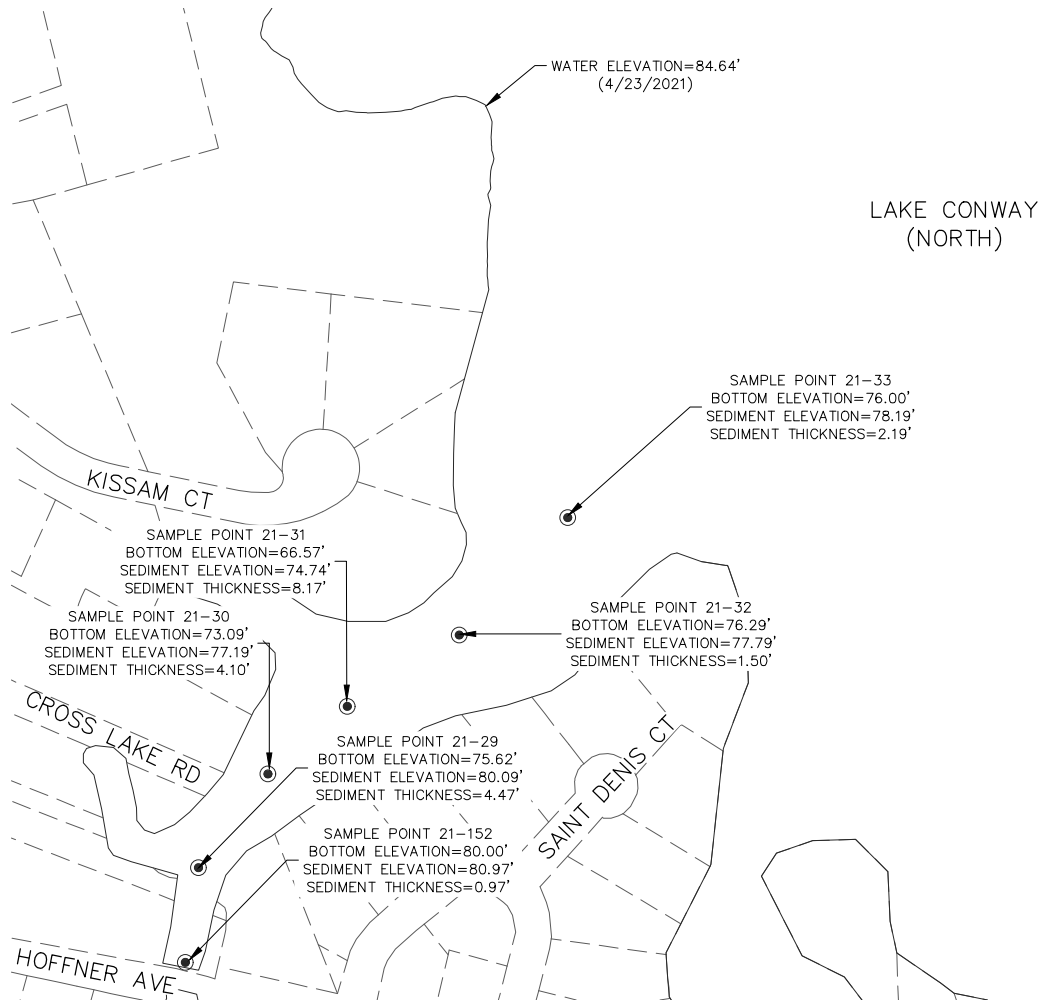 WATER ELEVATION=84.64'
(4/23/2021)
LAKE CONWAY
(NORTH)
SAMPLE POINT 21-33
BOTTOM ELEVATION=76.00'
SEDIMENT ELEVATION=78.19'
SEDIMENT THICKNESS=2.19'
KISSAM CT
SAMPLE POINT 21-31
BOTTOM ELEVATION=66.57'
SEDIMENT ELEVATION=74.74'
SEDIMENT THICKNESS=8.17'
SAMPLE POINT 21-30
BOTTOM ELEVATION=73.09'
SEDIMENT ELEVATION=77.19'
SEDIMENT THICKNESS=4.10'
SAMPLE POINT 21-32
BOTTOM ELEVATION=76.29'
SEDIMENT ELEVATION=77.79'
SEDIMENT THICKNESS=1.50'
CROSS LAKE RD
SAMPLE POINT 21-29
BOTTOM ELEVATION=75.62'
SEDIMENT ELEVATION=80.09'
SEDIMENT THICKNESS=4.47'
SAINT DENIS CT
SAMPLE POINT 21-152
BOTTOM ELEVATION=80.00'
SEDIMENT ELEVATION=80.97'
SEDIMENT THICKNESS=0.97'
HOFFNER AVE